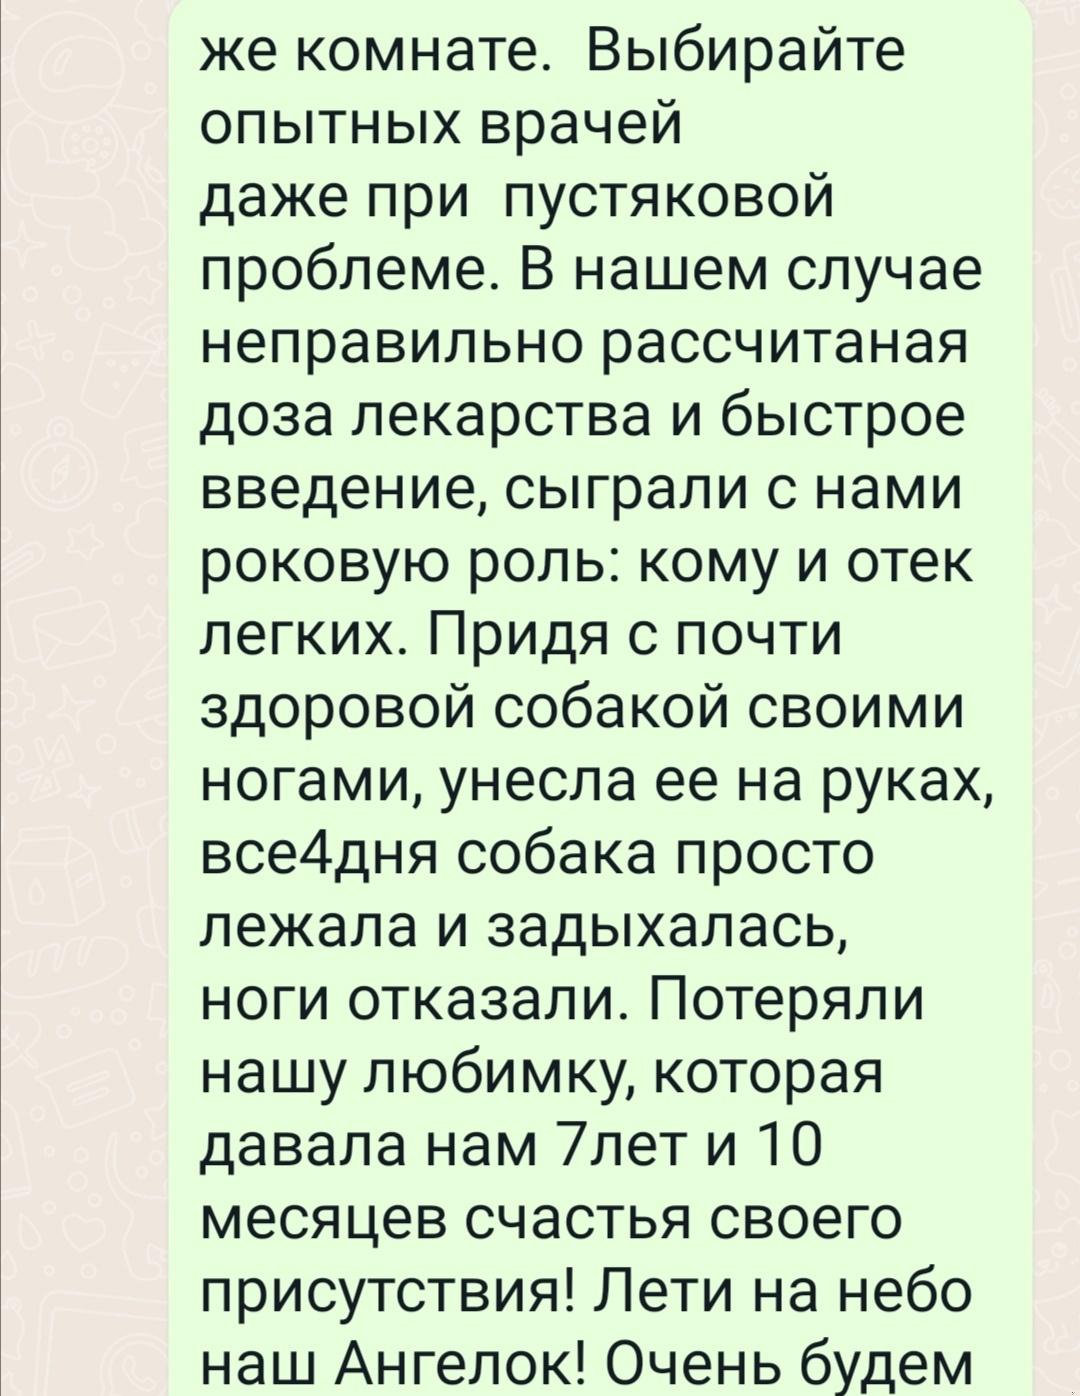 же комнате.  Выбирайте
опытных врачей
даже при  пустяковой
проблеме. В нашем случае
неправильно рассчитаная
доза лекарства и быстрое
введение, сыграли с нами
роковую роль: кому и отек
легких. Придя с почти
здоровой собакой своими
ногами, унесла ее на руках,
все4дня собака просто
лежала и задыхалась,
ноги отказали. Потеряли
нашу любимку, которая
давала нам 7лет и 10
месяцев счастья своего
присутствия! Лети на небо
наш Ангелок! Очень будем